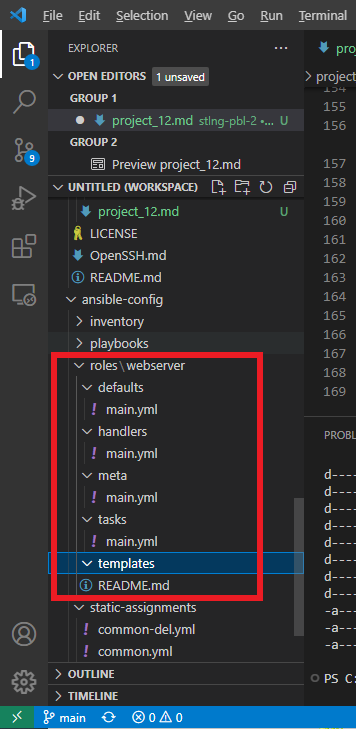 File Edit Selection View Go Run Terminal
EXPLORER
OPEN EDITORS 1 unsaved
GROUP 1
project_12.md stlng-pbl-2 •... U
GROUP 2
Preview project_12.md
UNTITLED (WORKSPACE)
project_12.md U
LICENSE
OpenSSH.md
README.md
ansible-config
inventory
playbooks
roles\webserver
defaults
! main.yml
handlers
! main.yml
meta
! main.yml
tasks
! main.yml
templates
README.md
static-assignments
! common-del.yml
! common.yml
OUTLINE
TIMELINE
1
9
pro
project
154
155
156
157
158
159
160
161
162
163
164
165
166
167
168
169
PROBL
d----
d----
d----
d----
d----
d----
d----
d----
-a---
-a---
-a---
PS C:
main 0 0